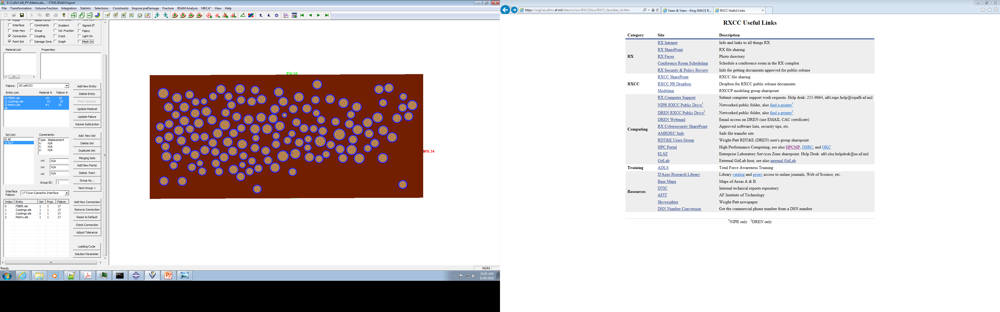 E:\Collin\AB_PY\Matrix.ele... - VTMS BSAM Export
File Transformation Volume Fraction Integration Statistic Selections Constraints Impose preDamage Fracture BSAM Analysis MECA* View Help
Interface Constraints Gradient Signed dT
Inter-Hex Group Vol. Fraction Fabric
Connection Coupling Crack Light On
Point Set Damage Zone Graph Mesh On
Material List: Properties:
Failure: 20 LaRC03 Add New Entity
Entity List: Material # Failure # Delete Entity
0) FIBER.ele #1 20
1) Coatings.ele #1 20 Mesh Optimize
2) Matrix.ele #1 20
All Update Material
Update Failure
Volume Subtraction
Set List: Constraints: Add New Set
0) All Type: displacement
1) Surf X: N/A Delete Set
Y: N/A
Z: N/A Duplicate Set
Merging Sets
ux: N/A
uy: N/A Add New Points
uz: N/A Delete Point
Group ID: 1 Group As...
Next Group >
Interface Failure: 17 Turon-Camanho Interface
Index Entity Set Prop. Failure Add New Connection
0 FIBER.ele 1 1 17
1 Coatings.ele 1 1 17 Remove Connection
1 Coatings.ele 2 1 17
2 Matrix.ele 1 1 17 Reset to Default
Check Connection
Adjust Tolerance
Loading Cycle
Solution Parameter
Ready NUM
10:05 AM
6/28/2016
https://org2.eis.afmc.af.mil/sites/rx/rxcc/RXCCDocs/RXCC_favorites_ctr.htm Years & Years - King (MACE R... RXCC Useful Links
RXCC Useful Links
Category Site Description
RX Intranet Info and links to all things RX
RX SharePoint RX file sharing
RX RX Faces Photo directory
Conference Room Scheduling Schedule a conference room in the RX complex
RX Security & Policy Review Info for getting documents approved for public release
RXCC SharePoint RXCC file sharing
RXCC RXCC PR Dropbox Dropbox for RXCC public release documents
Modeling RXCCP modeling group sharepoint
RX Computer Support Submit computer support work requests. Help desk: 255-9664, afrl.rxpc.help@wpafb.af.mil
NIPR RXCC Public Drive† Networked public folder, also find a printer†
DREN RXCC Public Drive‡ Networked public folder, also find a printer‡
DREN Webmail Email access on DREN (use EMAIL CAC certificate)
Computing RX Cybersecurity SharePoint Approved software lists, security tips, etc.
AMRDEC Safe Safe file transfer site
RDT&E Users Group Wright-Patt RDT&E (DREN) user's group sharepoint
HPC Portal High Performance Computing, see also HPCMP, DSRC, and OKC
ELSZ Enterprise Laboratory Services Zone sharepoint. Help Desk: afrl.elsz.helpdesk@us.af.mil
GitLab External GitLab host, see also internal GitLab
Training ADLS Total Force Awareness Training
D'Azzo Research Library Library catalog and proxy access to online journals, Web of Science, etc.
Base Maps Maps of Areas A & B
Resources DTIC Internal technical reports repository
AFIT AF Institute of Technology
Skywrighter Wright-Patt newspaper
DSN Number Conversion Get the commercial phone number from a DSN number
†NIPR only ‡DREN only